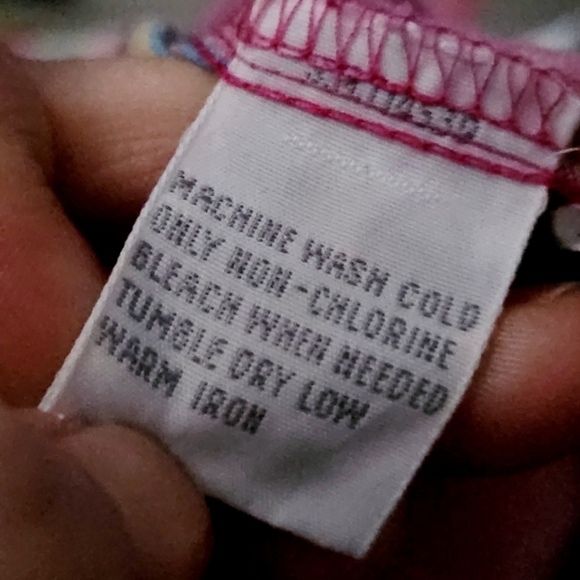 MACHINE WASH COLD
ONLY NON-CHLORINE
BLEACH WHEN NEEDED
TUMBLE DRY LOW
WARM IRON